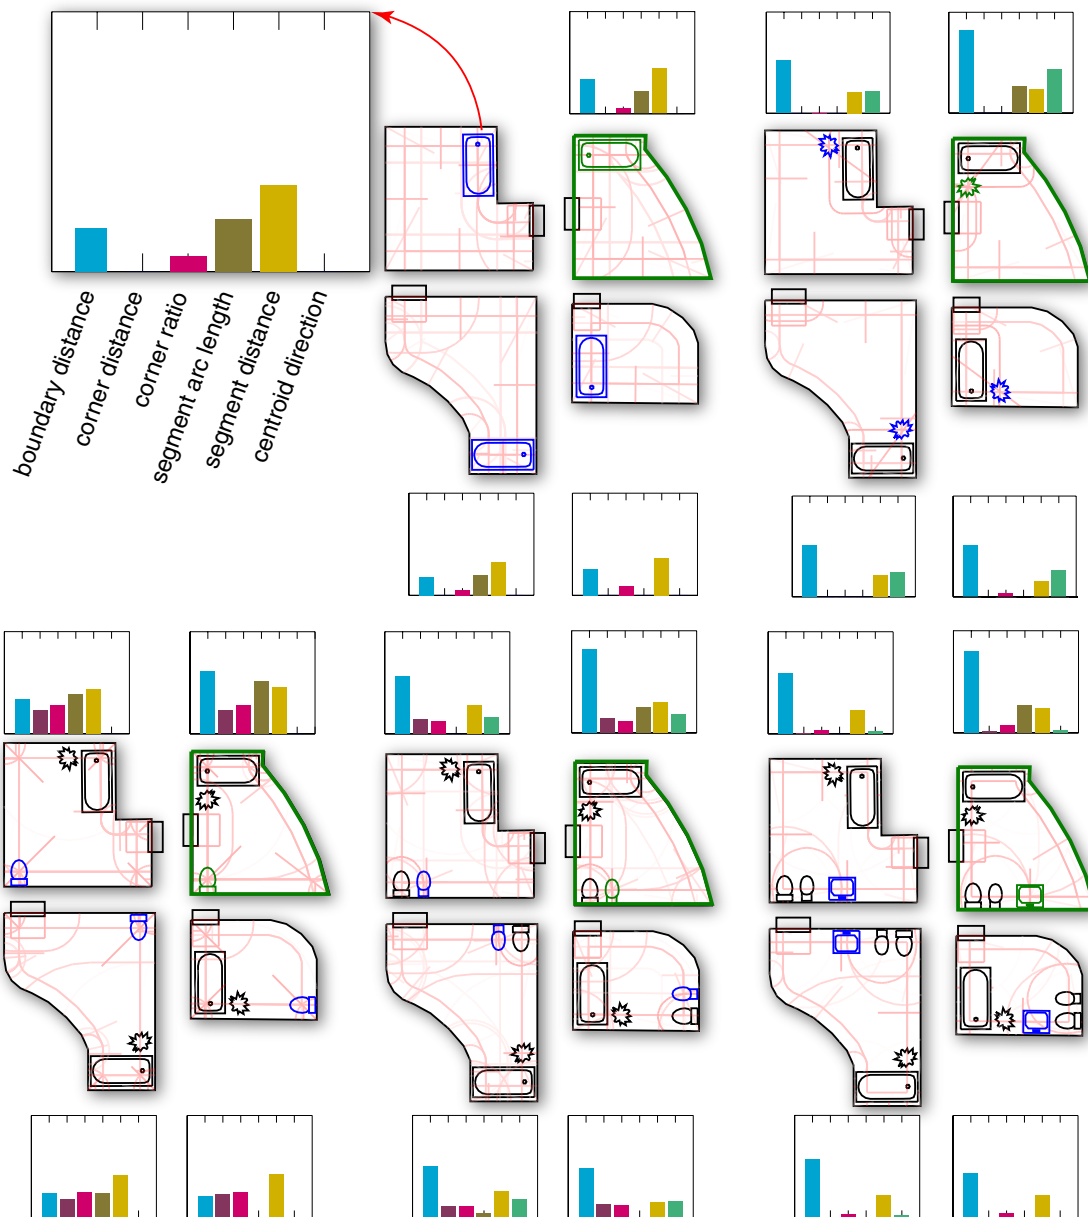 boundary distance
corner distance
corner ratio
segment arc length
segment distance
centroid direction